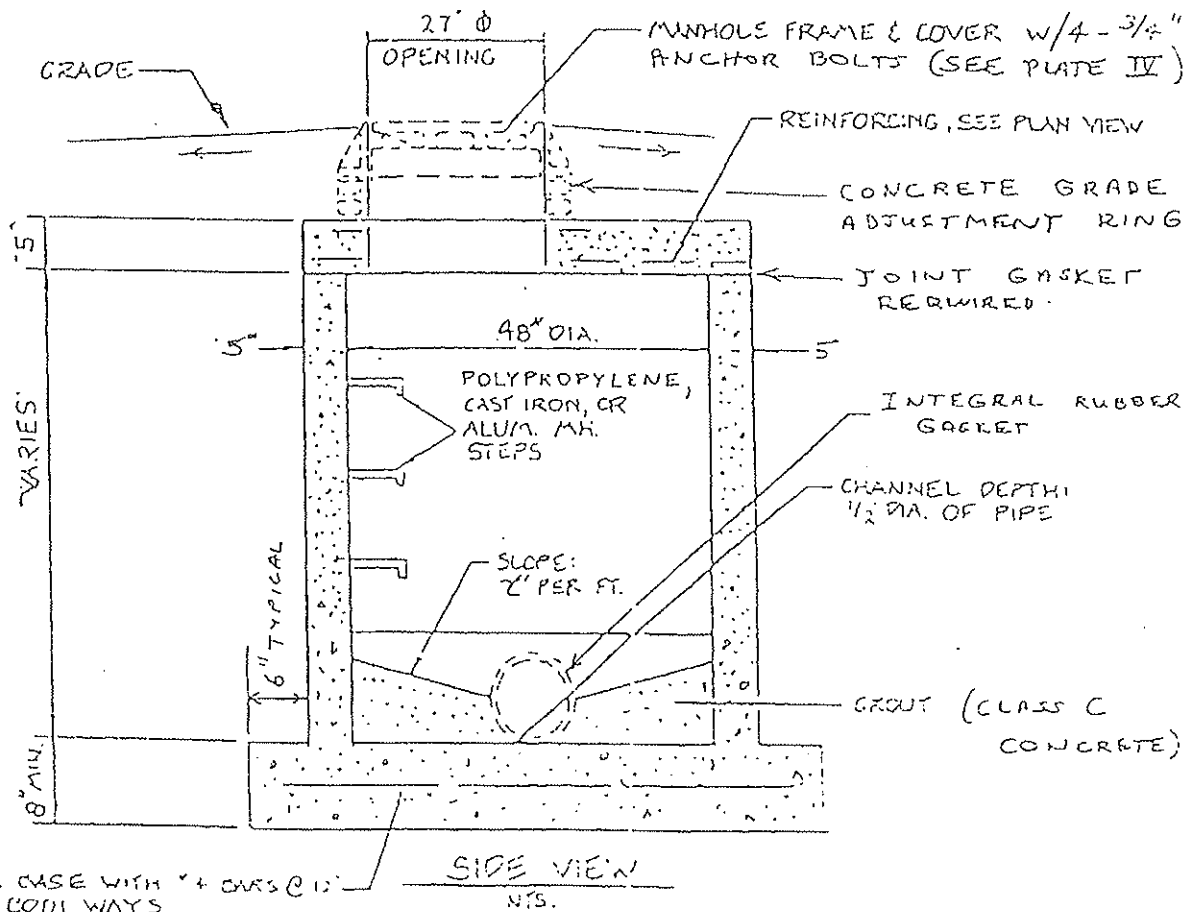 27" Ø
OPENING
MANHOLE FRAME & COVER W/4 - 3/4"
ANCHOR BOLTS (SEE PLATE IV)
GRADE
REINFORCING, SEE PLAN VIEW
CONCRETE GRADE
ADJUSTMENT RING
5"
JOINT GASKET
REQUIRED.
48" DIA.
5"
5"
POLYPROPYLENE,
CAST IRON, OR
ALUM. MH.
STEPS
INTEGRAL RUBBER
GASKET
VARIES
CHANNEL DEPTH:
1/2 DIA. OF PIPE
SLOPE:
PER FT.
6" TYPICAL
GROUT (CLASS C
CONCRETE)
8" MIN.
SIDE VIEW
NTS.
BASE WITH #4 BARS @ 12"
WAYS